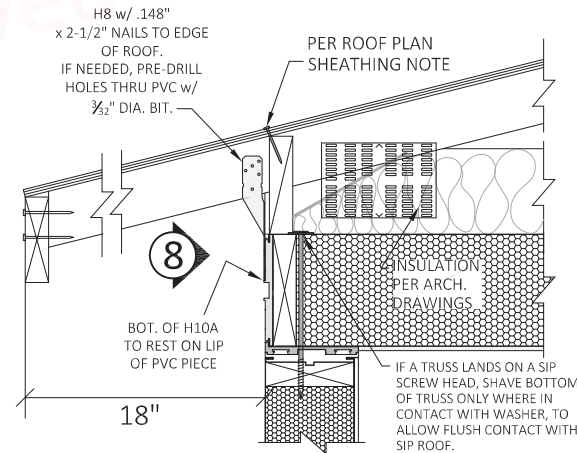 H8 w/ .148"
x 2-1/2" NAILS TO EDGE
OF ROOF.
IF NEEDED, PRE-DRILL
HOLES THRU PVC w/
3/32" DIA. BIT.
PER ROOF PLAN
SHEATHING NOTE
8
INSULATION
PER ARCH.
DRAWINGS
BOT. OF H10A
TO REST ON LIP
OF PVC PIECE
IF A TRUSS LANDS ON A SIP
SCREW HEAD, SHAVE BOTTOM
OF TRUSS ONLY WHERE IN
CONTACT WITH WASHER, TO
ALLOW FLUSH CONTACT WITH
SIP ROOF.
18"